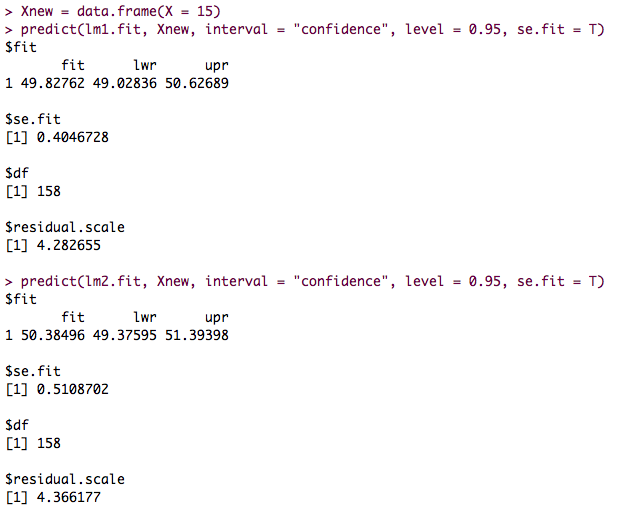 > Xnew = data.frame(X = 15)
> predict(lm1.fit, Xnew, interval = "confidence", level = 0.95, se.fit = T)
$fit
fit lwr upr
1 49.82762 49.02836 50.62689
$se.fit
[1] 0.4046728
$df
[1] 158
$residual.scale
[1] 4.282655
> predict(lm2.fit, Xnew, interval = "confidence", level = 0.95, se.fit = T)
$fit
fit lwr upr
1 50.38496 49.37595 51.39398
$se.fit
[1] 0.5108702
$df
[1] 158
$residual.scale
[1] 4.366177